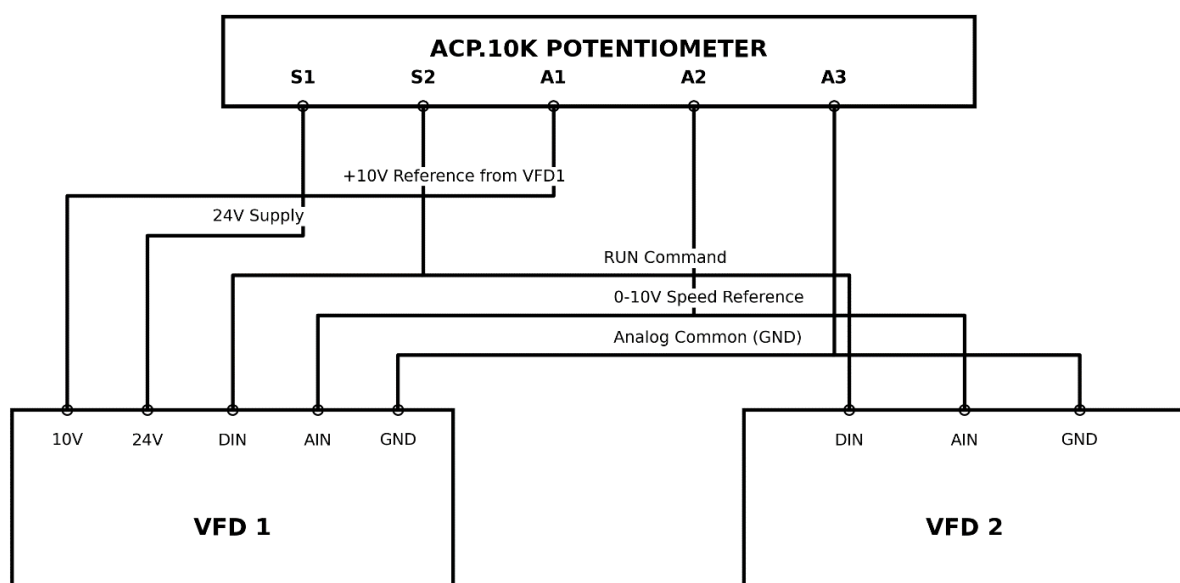 ACP.10K POTENTIOMETER
S1 S2 A1 A2 A3
+10V Reference from VFD1
24V Supply
RUN Command
0-10V Speed Reference
Analog Common (GND)
10V 24V DIN AIN GND
DIN AIN GND
VFD 1
VFD 2